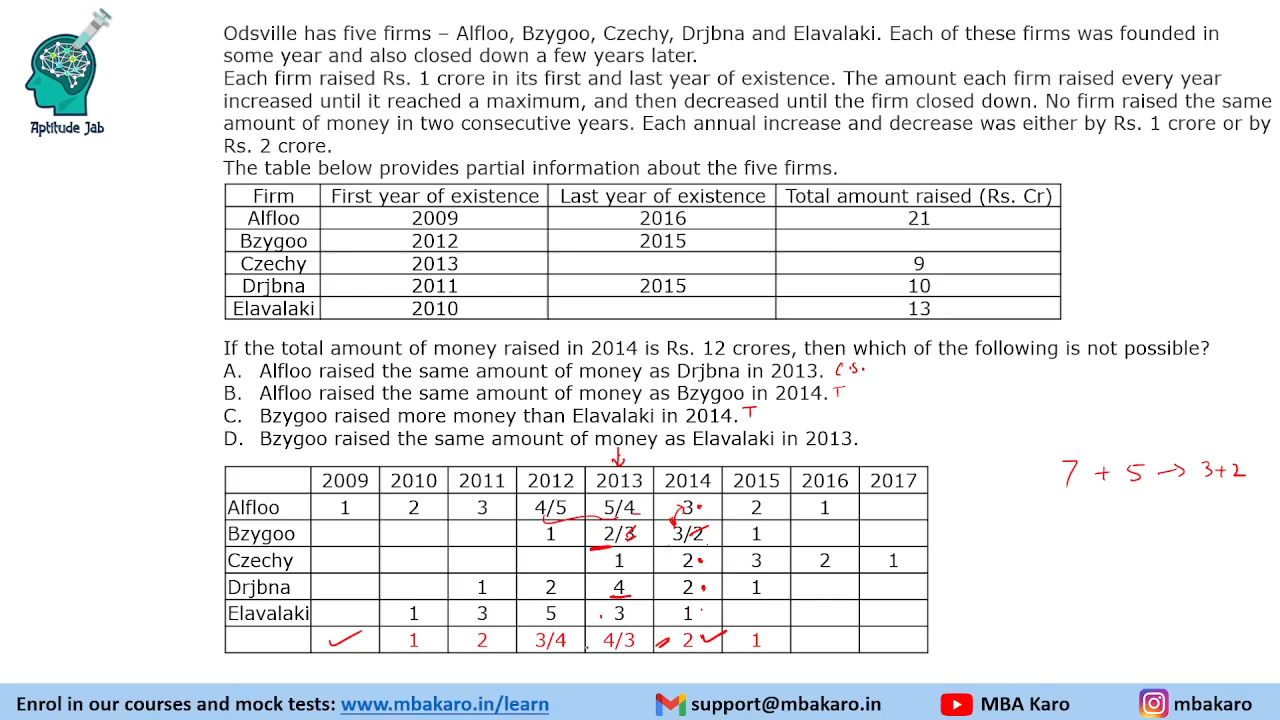 Odsville has five firms – Alfloo, Bzygoo, Czechy, Drjbna and Elavalaki. Each of these firms was founded in
some year and also closed down a few years later.
Each firm raised Rs. 1 crore in its first and last year of existence. The amount each firm raised every year
increased until it reached a maximum, and then decreased until the firm closed down. No firm raised the same
amount of money in two consecutive years. Each annual increase and decrease was either by Rs. 1 crore or by
Rs. 2 crore.
The table below provides partial information about the five firms.
Aptitude Jab
Firm First year of existence Last year of existence Total amount raised (Rs. Cr)
Alfloo 2009 2016 21
Bzygoo 2012 2015
Czechy 2013 9
Drjbna 2011 2015 10
Elavalaki 2010 13
If the total amount of money raised in 2014 is Rs. 12 crores, then which of the following is not possible?
A. Alfloo raised the same amount of money as Drjbna in 2013. C.S.
B. Alfloo raised the same amount of money as Bzygoo in 2014. T
C. Bzygoo raised more money than Elavalaki in 2014. T
D. Bzygoo raised the same amount of money as Elavalaki in 2013.
7 + 5 → 3+2
2009 2010 2011 2012 2013 2014 2015 2016 2017
Alfloo 1 2 3 4/5 5/4 3 2 1
Bzygoo 1 2/3 3/2 1
Czechy 1 2 3 2 1
Drjbna 1 2 4 2 1
Elavalaki 1 3 5 3 1
1 2 3/4 4/3 2 1
Enrol in our courses and mock tests: www.mbakaro.in/learn support@mbakaro.in MBA Karo mbakaro